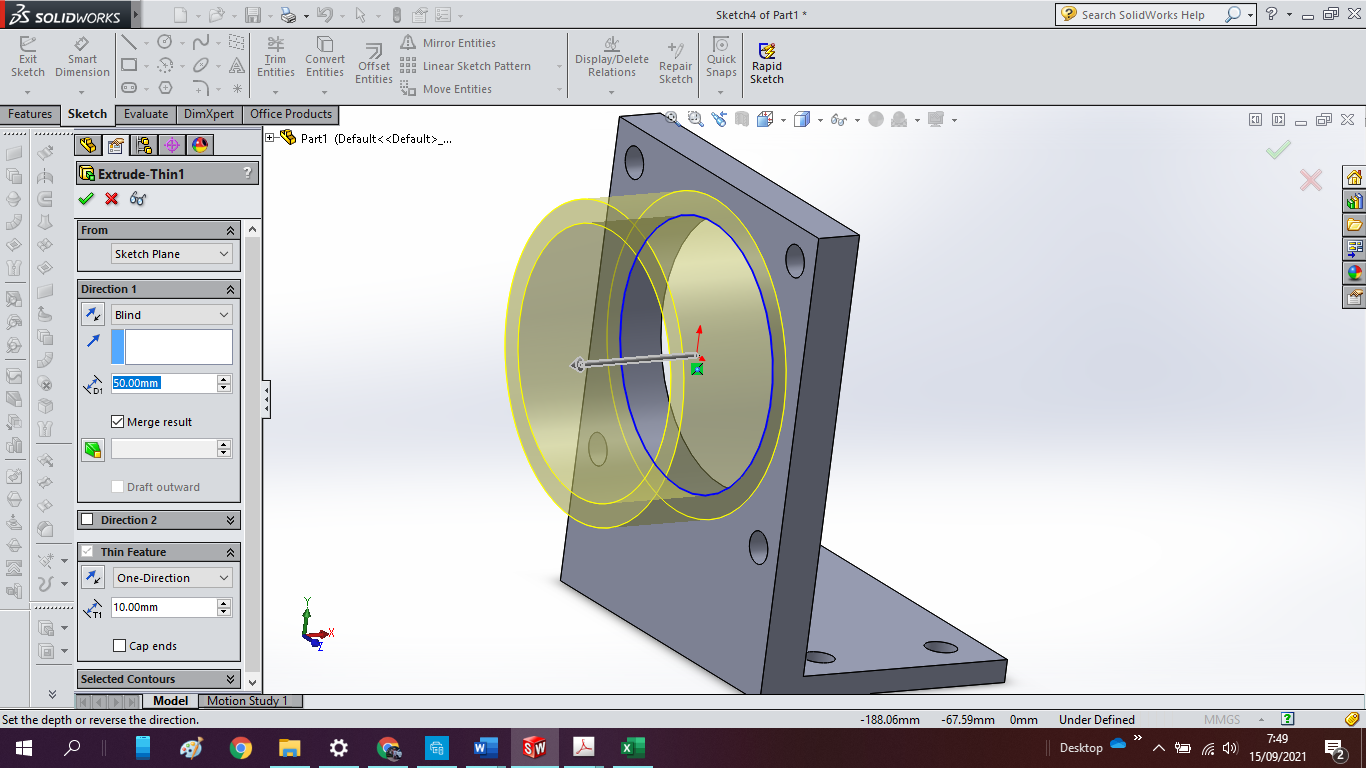 SOLIDWORKS
Sketch4 of Part1 *
Search SolidWorks Help
?
Exit Sketch
Smart Dimension
Trim Entities
Convert Entities
Offset Entities
Mirror Entities
Linear Sketch Pattern
Move Entities
Display/Delete Relations
Repair Sketch
Quick Snaps
Rapid Sketch
Features
Sketch
Evaluate
DimXpert
Office Products
Part1 (Default<<Default>_...
Extrude-Thin1
?
From
Sketch Plane
Direction 1
Blind
D1
50.00mm
Merge result
Draft outward
Direction 2
Thin Feature
One-Direction
T1
10.00mm
Cap ends
Selected Contours
Y
X
Z
Model
Motion Study 1
Set the depth or reverse the direction.
-188.06mm
-67.59mm
0mm
Under Defined
MMGS
?
Desktop
7:49
15/09/2021
2